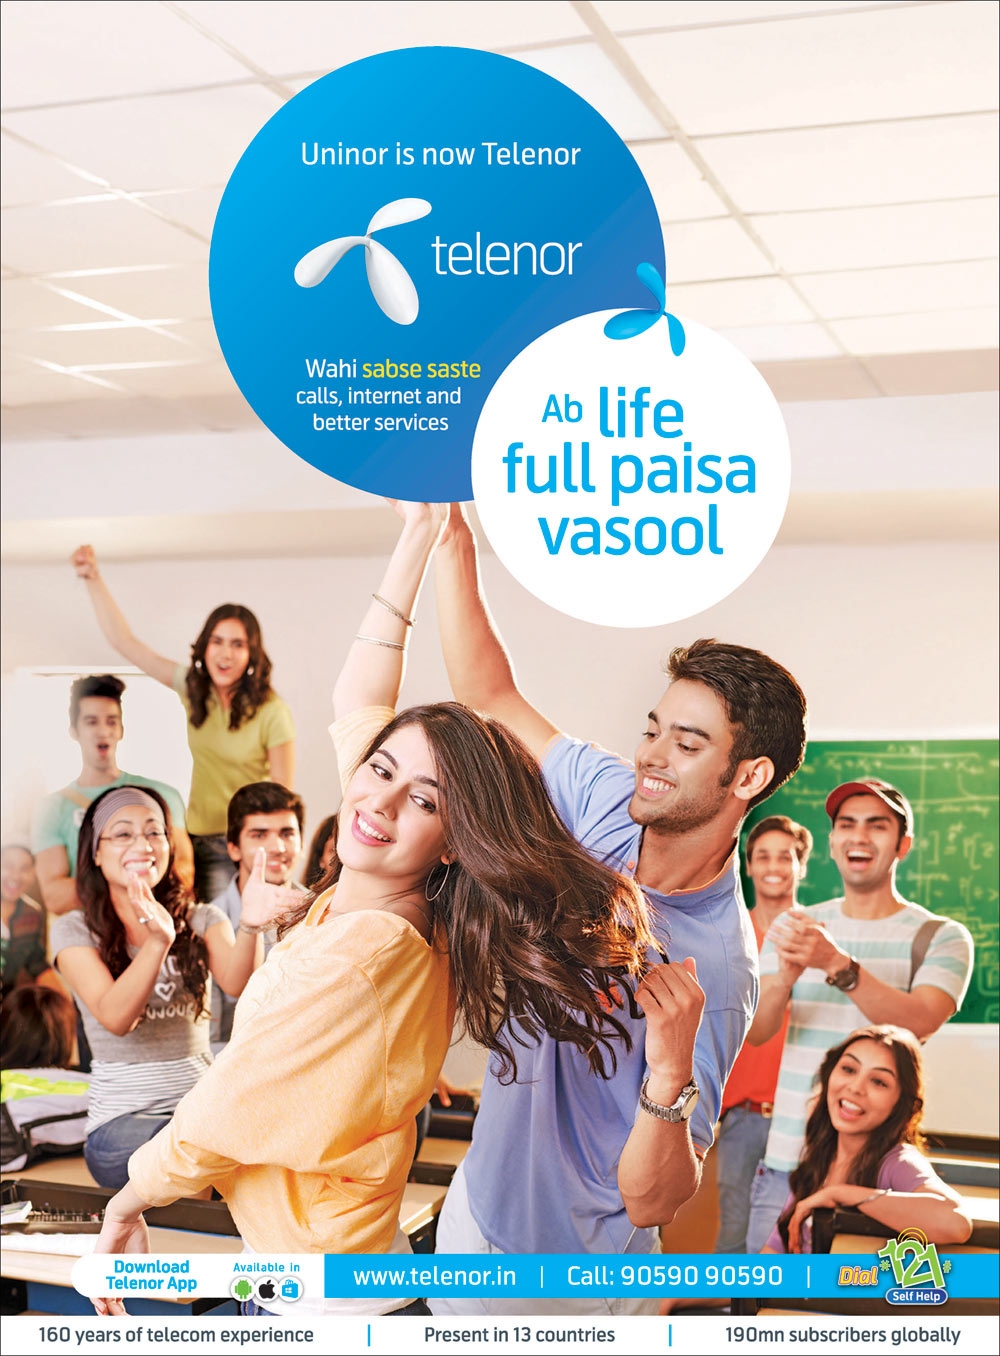 Uninor is now Telenor
telenor
Wahi sabse saste
calls, internet and
better services
Ab life
full paisa
vasool
Download
Telenor App
Available in
www.telenor.in | Call: 90590 90590 |
Dial *121#
Self Help
160 years of telecom experience | Present in 13 countries | 190mn subscribers globally